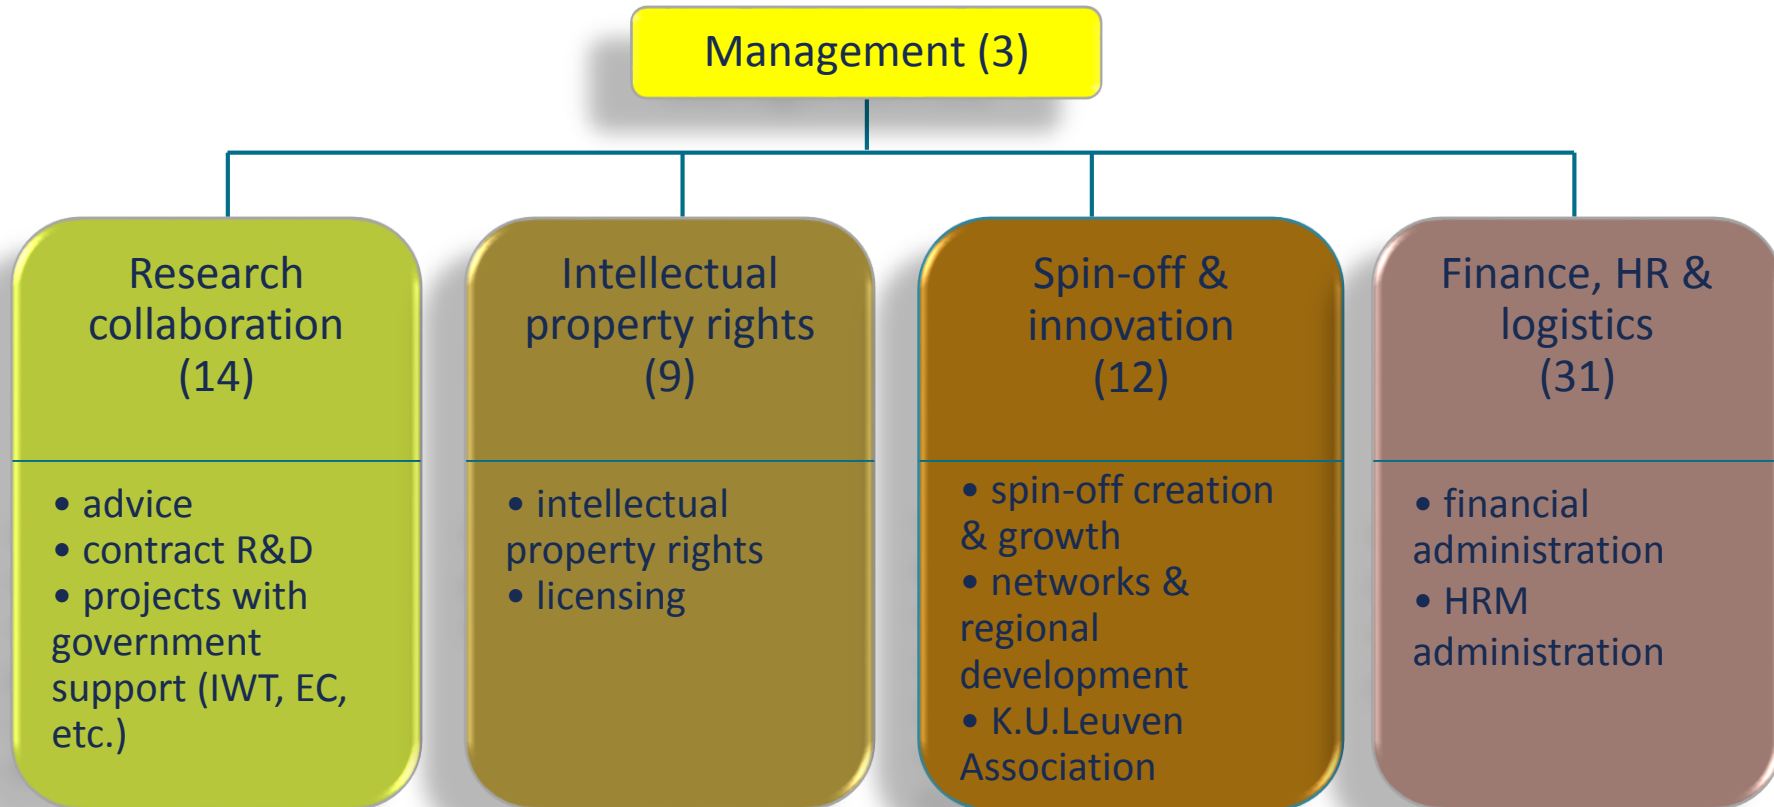 Management (3)
Research
collaboration
(14)
• advice
• contract R&D
• projects with
government
support (IWT, EC,
etc.)
Intellectual
property rights
(9)
• intellectual
property rights
• licensing
Spin-off &
innovation
(12)
• spin-off creation
& growth
• networks &
regional
development
• K.U.Leuven
Association
Finance, HR &
logistics
(31)
• financial
administration
• HRM
administration